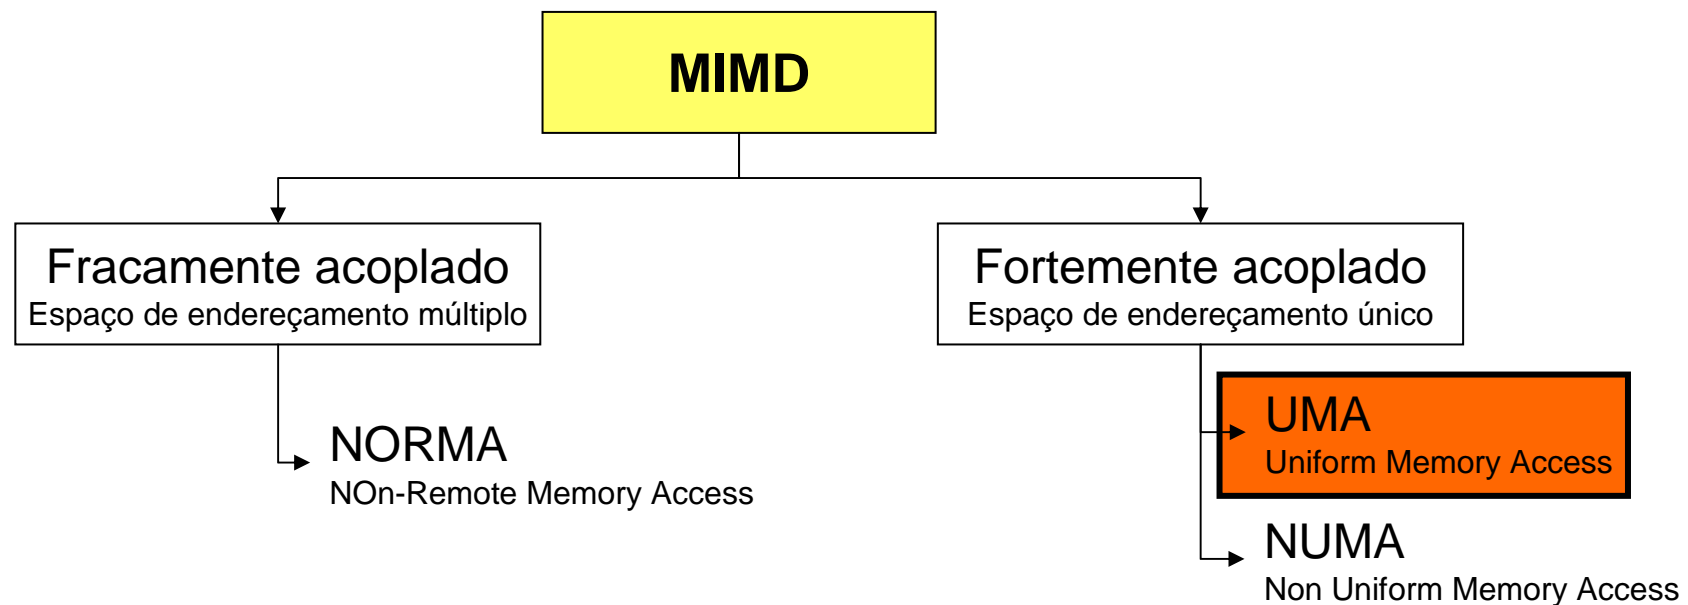 MIMD
Fracamente acoplado
Espaço de endereçamento múltiplo
NORMA
NOn-Remote Memory Access
Fortemente acoplado
Espaço de endereçamento único
UMA
Uniform Memory Access
NUMA
Non Uniform Memory Access